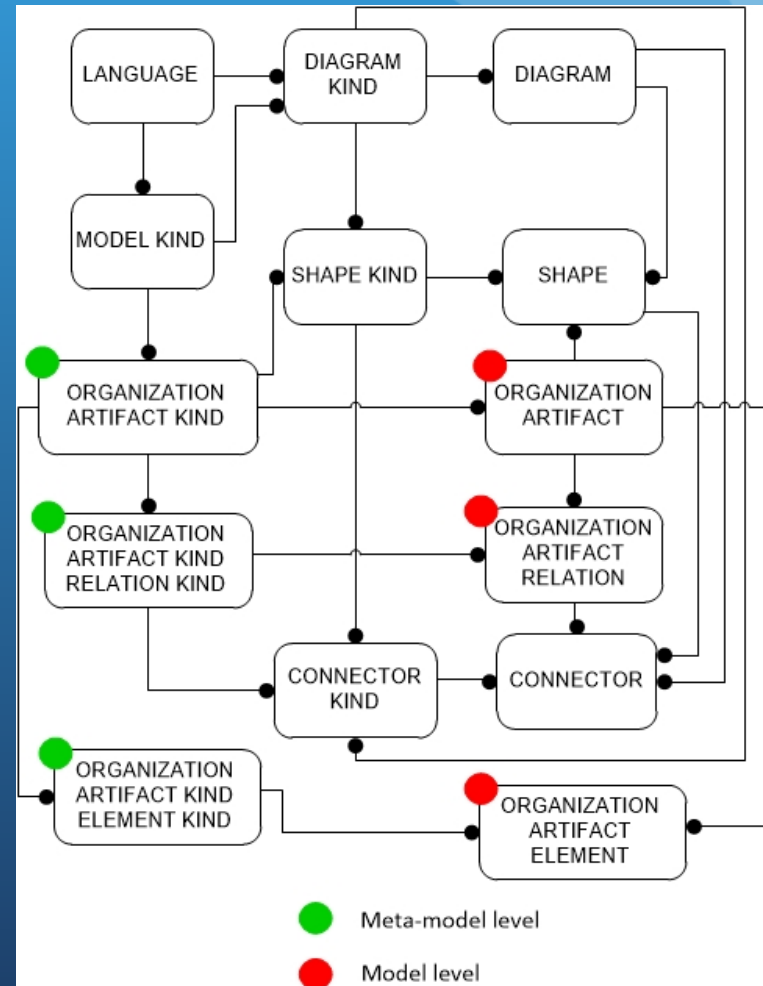 LANGUAGE
DIAGRAM
KIND
DIAGRAM
MODEL KIND
SHAPE KIND
SHAPE
ORGANIZATION
ARTIFACT KIND
ORGANIZATION
ARTIFACT
ORGANIZATION
ARTIFACT KIND
RELATION KIND
ORGANIZATION
ARTIFACT
RELATION
CONNECTOR
KIND
CONNECTOR
ORGANIZATION
ARTIFACT KIND
ELEMENT KIND
ORGANIZATION
ARTIFACT
ELEMENT
Meta-model level
Model level